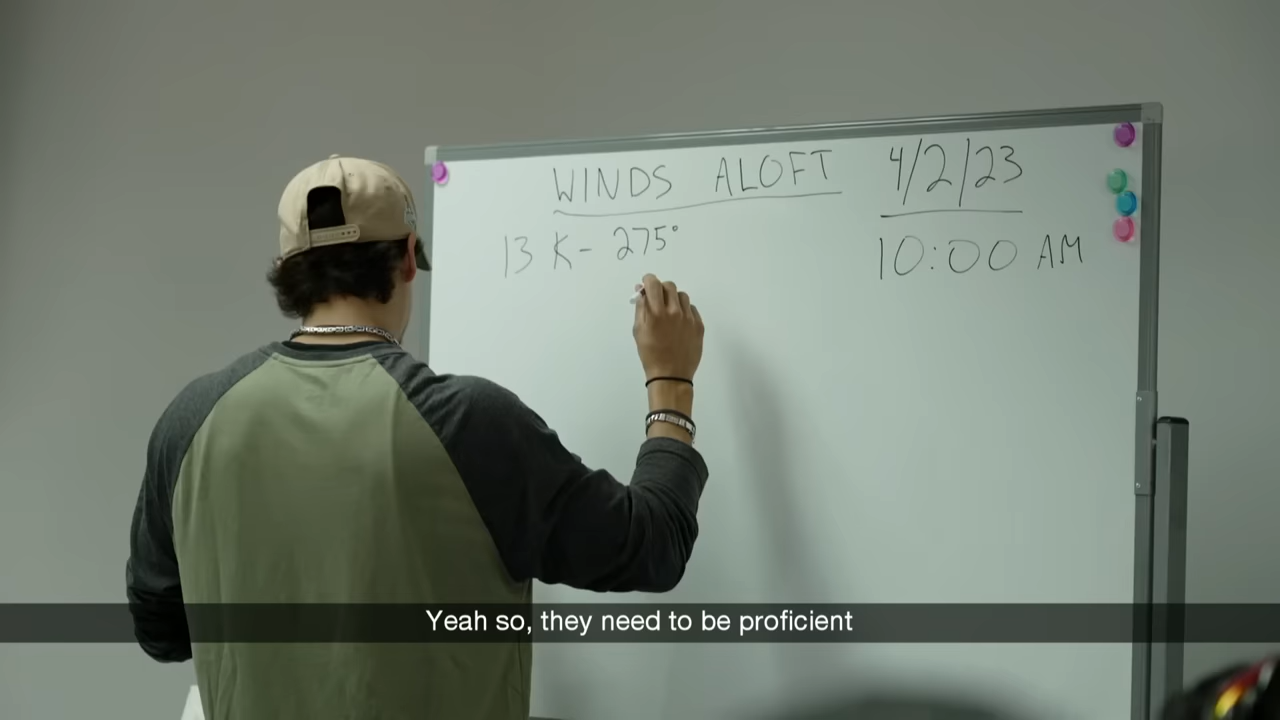 WINDS ALOFT 4/2/23
13 K- 275° 10:00 AM
Yeah so, they need to be proficient